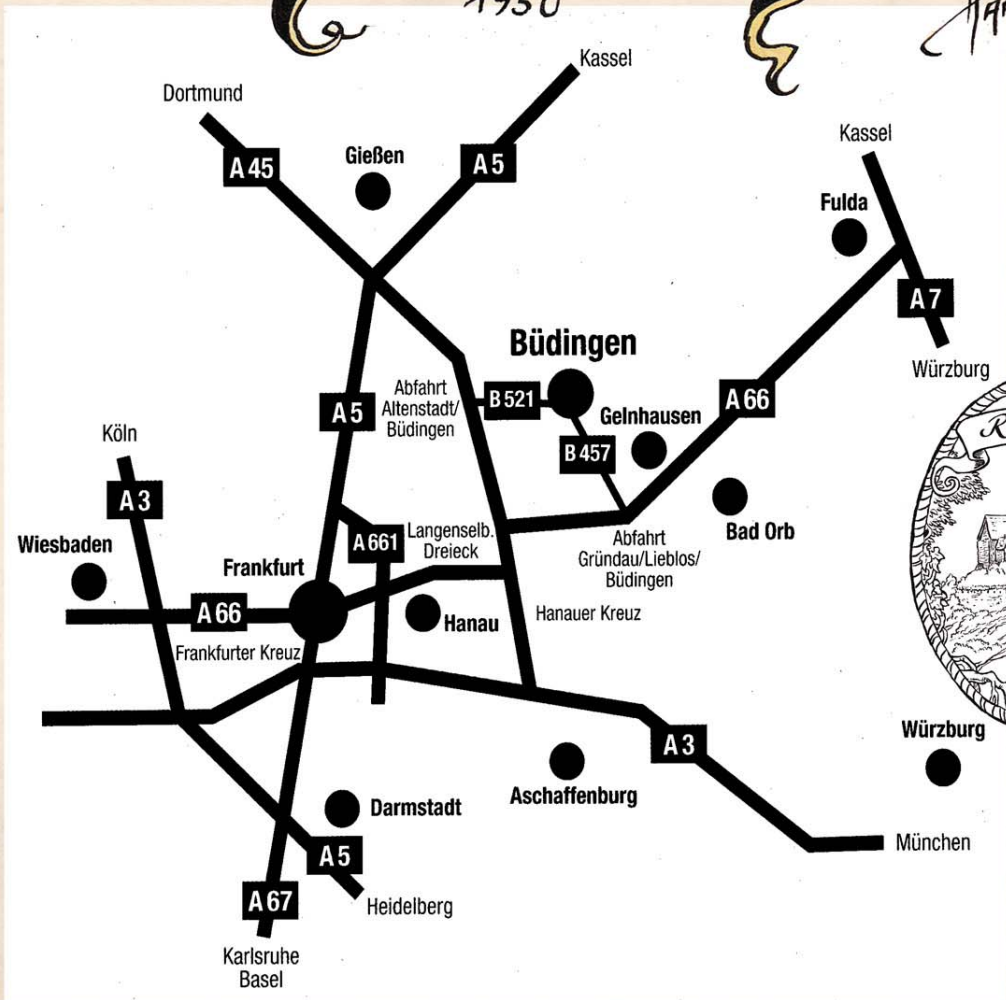 1950
Kassel
Dortmund
A 45
Gießen
A 5
Kassel
Fulda
A 7
Würzburg
Büdingen
Abfahrt
Altenstadt/
Büdingen
A 5
B 521
A 66
Gelnhausen
B 457
Köln
A 3
Bad Orb
Wiesbaden
Frankfurt
A 661
Langenselb.
Dreieck
Abfahrt
Gründau/Lieblos/
Büdingen
A 66
Hanau
Hanauer Kreuz
Frankfurter Kreuz
A 3
Würzburg
Aschaffenburg
Darmstadt
München
A 5
A 67
Heidelberg
Karlsruhe
Basel